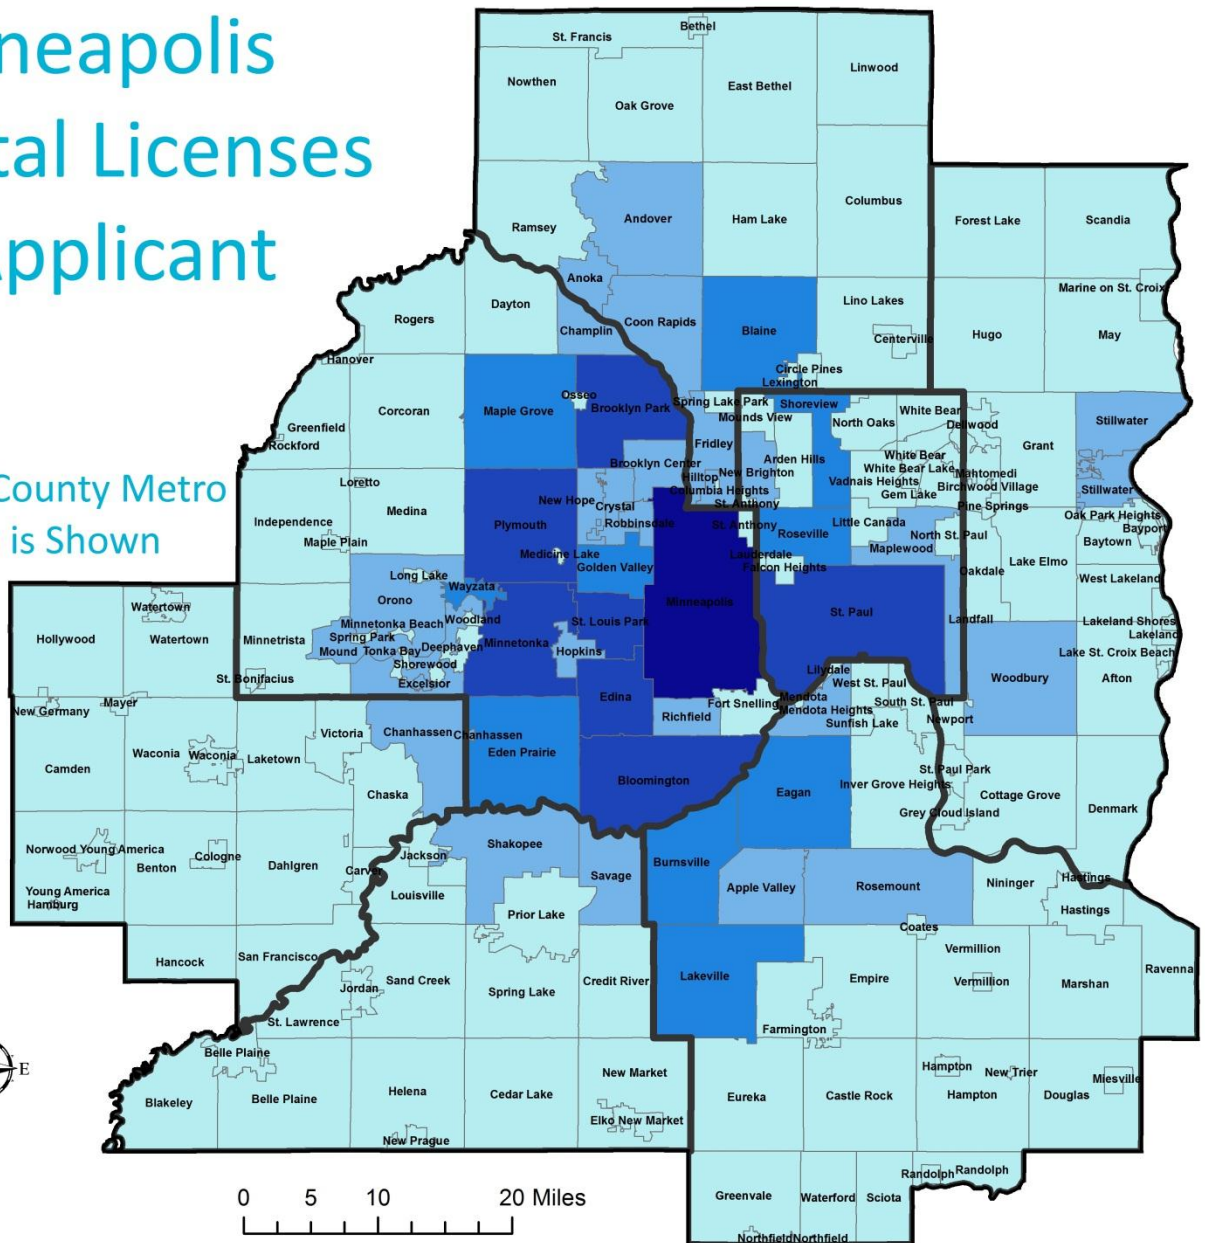 neapolis
tal Licenses
Applicant
County Metro
is Shown
St. Francis
Bethel
Nowthen
Oak Grove
East Bethel
Linwood
Ramsey
Andover
Ham Lake
Columbus
Forest Lake
Scandia
Anoka
Dayton
Rogers
Champlin
Coon Rapids
Blaine
Lino Lakes
Centerville
Marine on St. Croix
Hugo
May
Hanover
Circle Pines
Lexington
Corcoran
Maple Grove
Osseo
Brooklyn Park
Spring Lake Park
Mounds View
Shoreview
North Oaks
White Bear
Dellwood
Stillwater
Greenfield
Rockford
Fridley
Arden Hills
Grant
Brooklyn Center
Hilltop
New Brighton
White Bear
White Bear Lake
Vadnais Heights
Gem Lake
Mahtomedi
Birchwood Village
Stillwater
Loretto
Medina
Independence
Maple Plain
Plymouth
New Hope
Crystal
Robbinsdale
Columbia Heights
St. Anthony
St. Anthony
Roseville
Little Canada
Maplewood
North St. Paul
Pine Springs
Oak Park Heights
Bayport
Baytown
Medicine Lake
Golden Valley
Lauderdale
Falcon Heights
Oakdale
Lake Elmo
West Lakeland
Long Lake
Wayzata
Orono
Minnetonka Beach
Woodland
Spring Park
Mound
Tonka Bay
Deephaven
Shorewood
Excelsior
Minnetrista
St. Bonifacius
Minnetonka
Hopkins
St. Louis Park
Minneapolis
St. Paul
Landfall
Lakeland Shores
Lakeland
Lake St. Croix Beach
Afton
Woodbury
Watertown
Watertown
Hollywood
Edina
Richfield
Fort Snelling
Lilydale
Mendota
Mendota Heights
West St. Paul
South St. Paul
Sunfish Lake
Newport
New Germany
Mayer
Camden
Waconia
Waconia
Laketown
Victoria
Chanhassen
Chanhassen
Chaska
Eden Prairie
Bloomington
Eagan
Inver Grove Heights
St. Paul Park
Grey Cloud Island
Cottage Grove
Denmark
Norwood Young America
Young America
Hamburg
Benton
Cologne
Dahlgren
Carver
Jackson
Louisville
Shakopee
Savage
Prior Lake
Burnsville
Apple Valley
Rosemount
Nininger
Hastings
Hastings
Coates
Hancock
San Francisco
Jordan
Sand Creek
Spring Lake
Credit River
Lakeville
Farmington
Empire
Vermillion
Vermillion
Marshan
Ravenna
St. Lawrence
Belle Plaine
Blakeley
Belle Plaine
Helena
New Prague
Cedar Lake
New Market
Elko New Market
Eureka
Castle Rock
Hampton
Hampton
New Trier
Douglas
Miesville
Greenvale
Waterford
Sciota
Randolph
Randolph
Northfield
Northfield
E
0 5 10 20 Miles